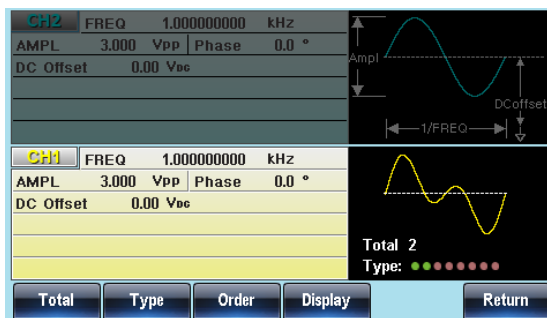 CH2 FREQ 1.000000000 kHz
AMPL 3.000 Vpp Phase 0.0 °
DC Offset 0.00 VDC
Ampl
DCoffset
1/FREQ
CH1 FREQ 1.000000000 kHz
AMPL 3.000 Vpp Phase 0.0 °
DC Offset 0.00 VDC
Total 2
Type:
Total Type Order Display Return